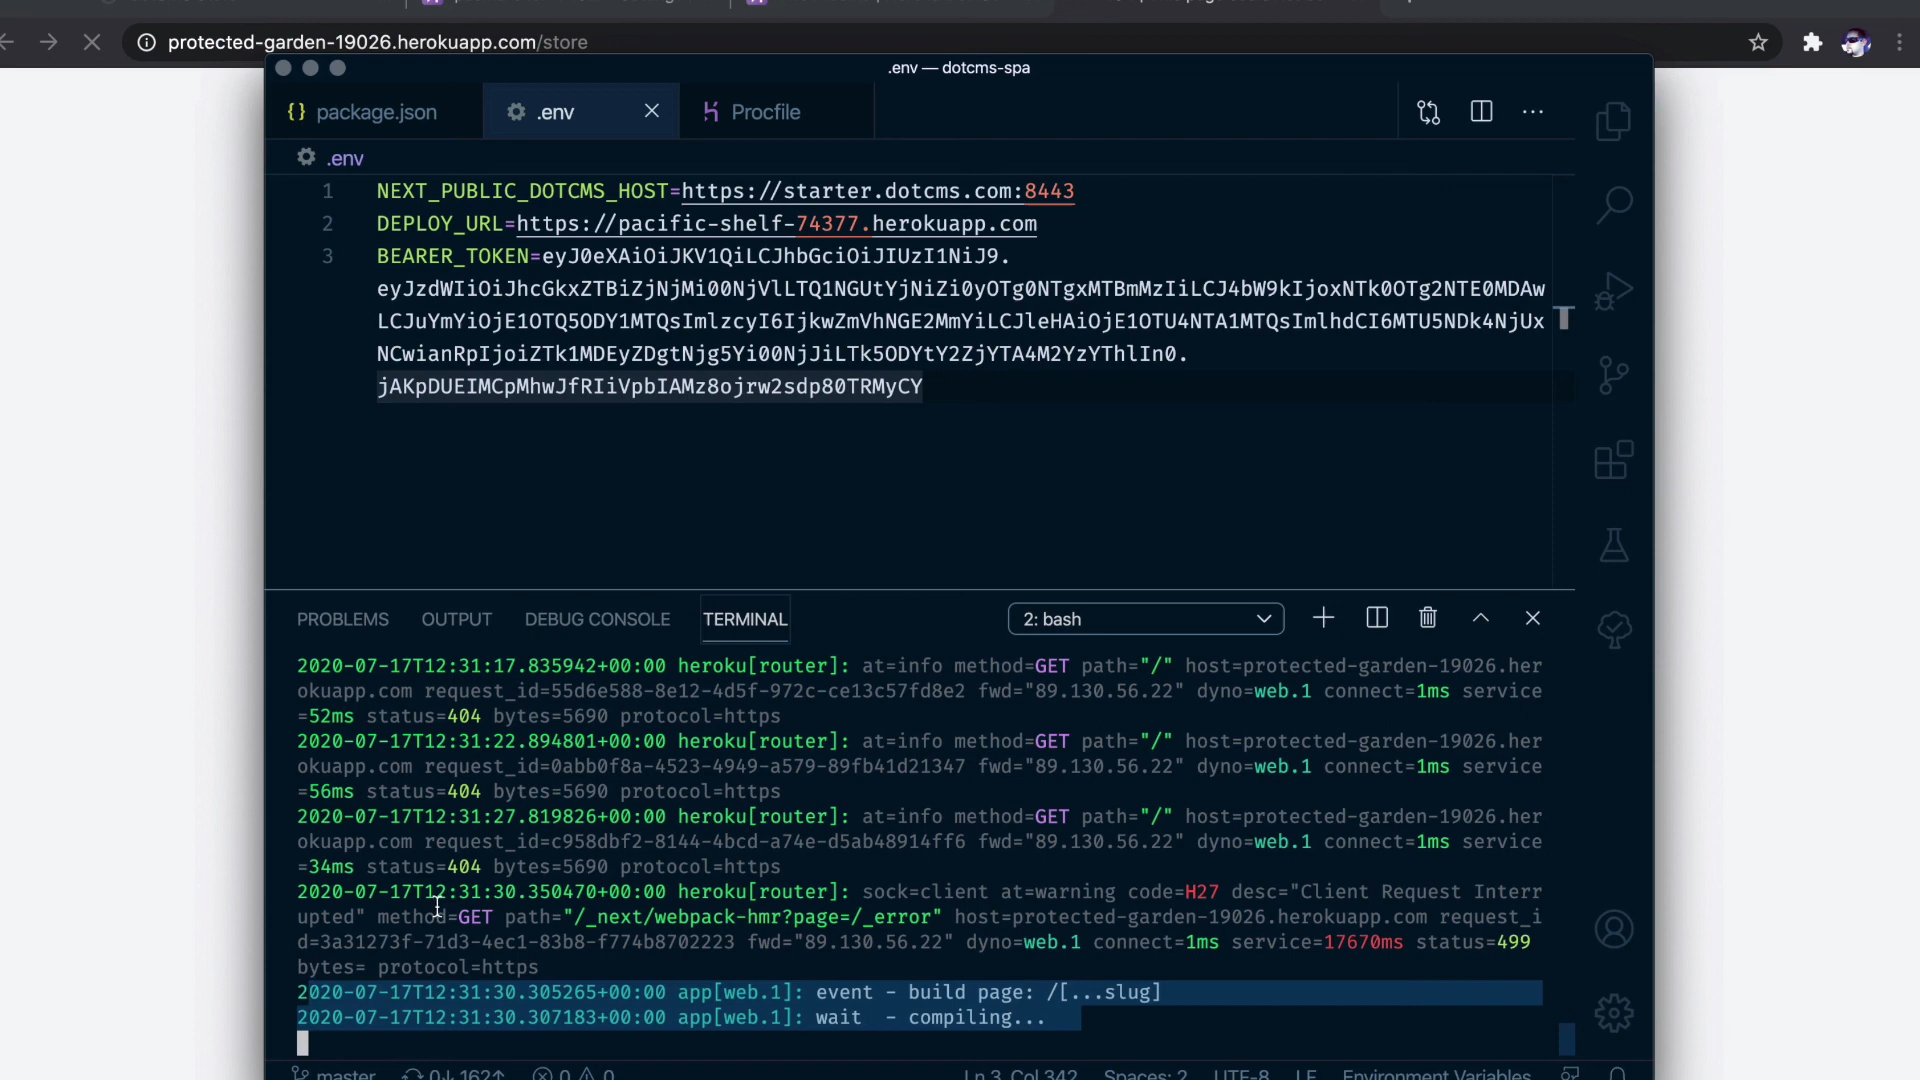 protected-garden-19026.herokuapp.com/store
.env — dotcms-spa
{} package.json
.env
Procfile
.env
1 NEXT_PUBLIC_DOTCMS_HOST=https://starter.dotcms.com:8443
2 DEPLOY_URL=https://pacific-shelf-74377.herokuapp.com
3 BEARER_TOKEN=eyJ0eXAiOiJKV1QiLCJhbGciOiJIUzI1NiJ9.
eyJzdWIiOiJhcGkxZTBiZjNjMi00NjVlLTQ1NGUtYjNiZi0yOTg0NTgxMTBmMzIiLCJ4bW9kIjoxNTk0OTg2NTE0MDAw
LCJuYmYiOjE1OTQ5ODY1MTQsImlzcyI6IjkwZmVhNGE2MmYiLCJleHAiOjE1OTU4NTA1MTQsImlhdCI6MTU5NDk4NjUx
NCwianRpIjoiZTk1MDEyZDgtNjg5Yi00NjJiLTk5ODYtY2ZjYTA4M2YzYThlIn0.
jAKpDUEIMCpMhwJfRIiVpbIAMz8ojrw2sdp80TRMyCY
PROBLEMS OUTPUT DEBUG CONSOLE TERMINAL 2: bash
2020-07-17T12:31:17.835942+00:00 heroku[router]: at=info method=GET path="/" host=protected-garden-19026.her
okuapp.com request_id=55d6e588-8e12-4d5f-972c-ce13c57fd8e2 fwd="89.130.56.22" dyno=web.1 connect=1ms service
=52ms status=404 bytes=5690 protocol=https
2020-07-17T12:31:22.894801+00:00 heroku[router]: at=info method=GET path="/" host=protected-garden-19026.her
okuapp.com request_id=0abb0f8a-4523-4949-a579-89fb41d21347 fwd="89.130.56.22" dyno=web.1 connect=1ms service
=56ms status=404 bytes=5690 protocol=https
2020-07-17T12:31:27.819826+00:00 heroku[router]: at=info method=GET path="/" host=protected-garden-19026.her
okuapp.com request_id=c958dbf2-8144-4bcd-a74e-d5ab48914ff6 fwd="89.130.56.22" dyno=web.1 connect=1ms service
=34ms status=404 bytes=5690 protocol=https
2020-07-17T12:31:30.350470+00:00 heroku[router]: sock=client at=warning code=H27 desc="Client Request Interr
upted" method=GET path="/_next/webpack-hmr?page=/_error" host=protected-garden-19026.herokuapp.com request_i
d=3a31273f-71d3-4ec1-83b8-f774b8702223 fwd="89.130.56.22" dyno=web.1 connect=1ms service=17670ms status=499
bytes= protocol=https
2020-07-17T12:31:30.305265+00:00 app[web.1]: event - build page: /[...slug]
2020-07-17T12:31:30.307183+00:00 app[web.1]: wait  - compiling...
master 0↓ 162↑ 0 0 Ln 3, Col 342 Spaces: 2 UTF-8 LF Environment Variables